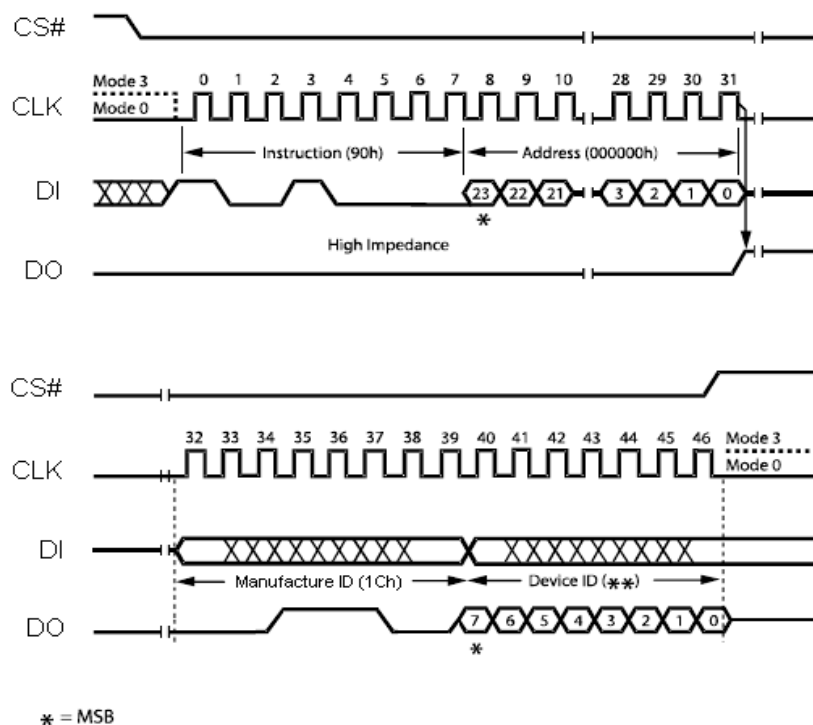 CS#
0 1 2 3 4 5 6 7 8 9 10 28 29 30 31
Mode 3
CLK
Mode 0
Instruction (90h) Address (000000h)
DI 23 22 21 3 2 1 0
*
High Impedance
DO
CS#
32 33 34 35 36 37 38 39 40 41 42 43 44 45 46
Mode 3
CLK
Mode 0
DI
Manufacture ID (1Ch) Device ID (**)
DO 7 6 5 4 3 2 1 0
*
* = MSB